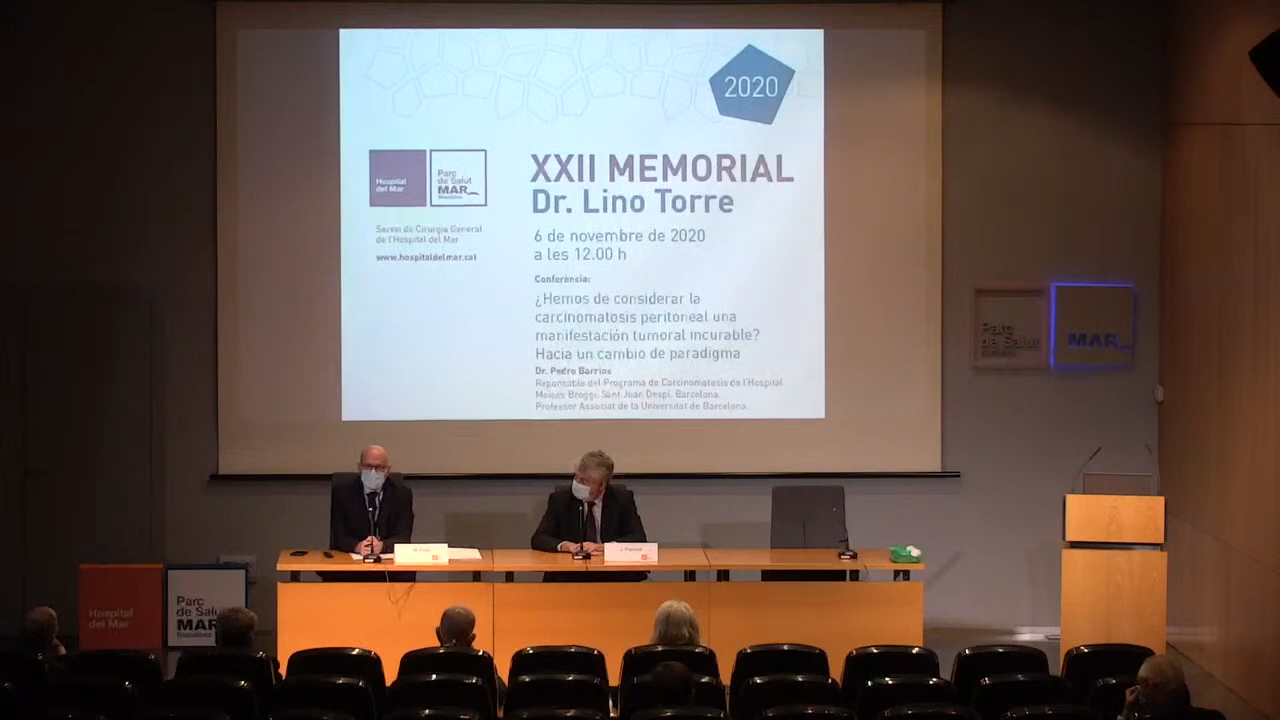 2020
Hospital
del Mar
Parc
de Salut
MAR
Barcelona
XXII MEMORIAL
Dr. Lino Torre
Servei de Cirurgia General
de l'Hospital del Mar
www.hospitaldelmar.cat
6 de novembre de 2020
a les 12.00 h
Conferència:
¿Hemos de considerar la
carcinomatosis peritoneal una
manifestación tumoral incurable?
Hacia un cambio de paradigma
Dr. Pedro Barrios
Reponsable del Programa de Carcinomatosis de l'Hospital
Moisès Broggi. Sant Joan Despí. Barcelona.
Professor Associat de la Universitat de Barcelona.
Parc
de Salut
MAR
Hospital
del Mar
Parc
de Salut
MAR
Barcelona